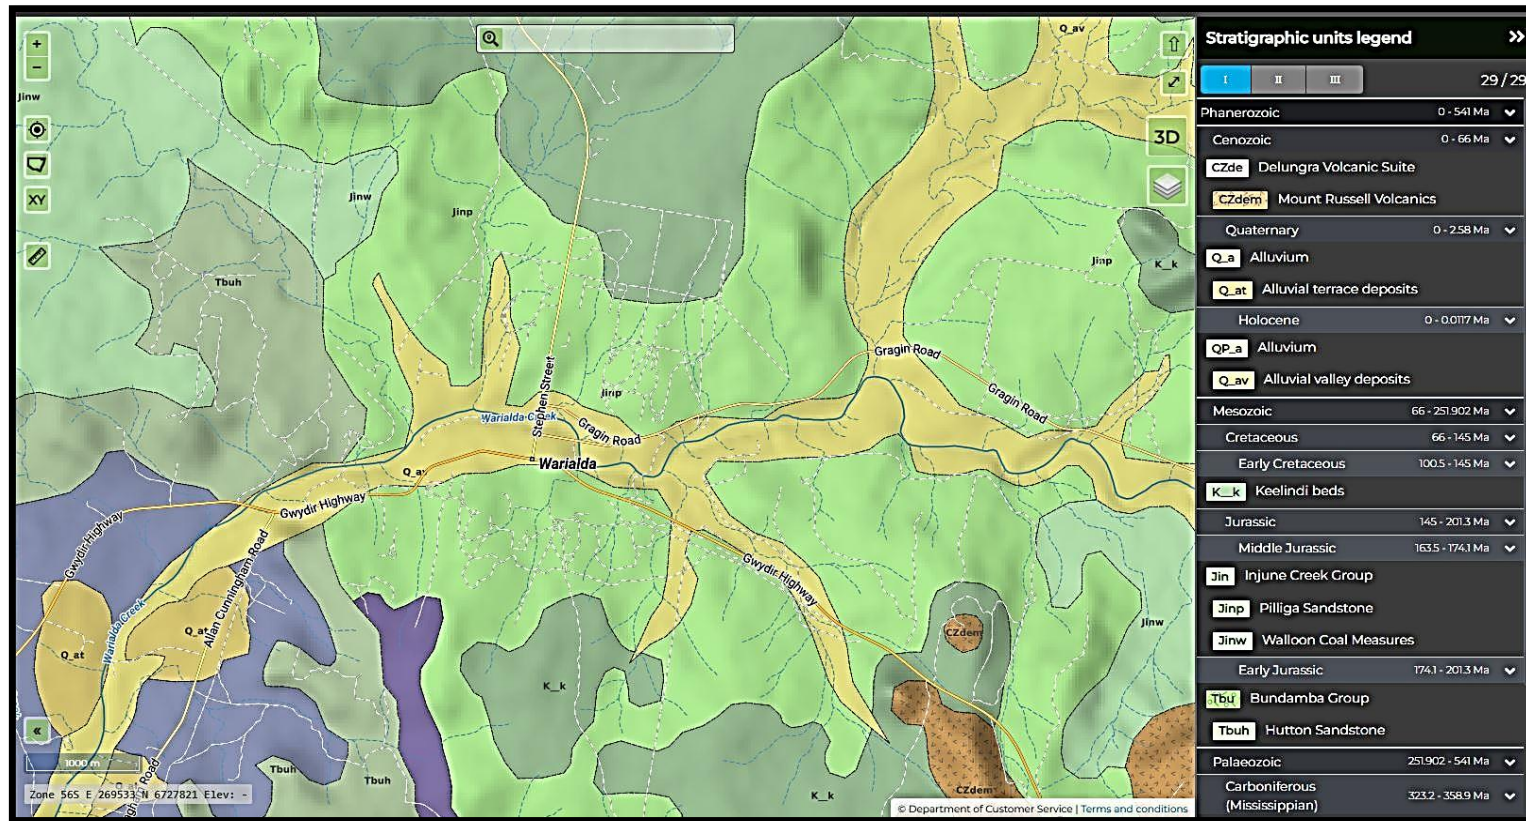 Stratigraphic units legend »
I II III 29 / 29
Phanerozoic 0 - 541 Ma
Cenozoic 0 - 66 Ma
CZde Delungra Volcanic Suite
CZdem Mount Russell Volcanics
Quaternary 0 - 2.58 Ma
Q_a Alluvium
Q_at Alluvial terrace deposits
Holocene 0 - 0.0117 Ma
QP_a Alluvium
Q_av Alluvial valley deposits
Mesozoic 66 - 251.902 Ma
Cretaceous 66 - 145 Ma
Early Cretaceous 100.5 - 145 Ma
K__k Keelindi beds
Jurassic 145 - 201.3 Ma
Middle Jurassic 163.5 - 174.1 Ma
Jin Injune Creek Group
Jinp Pilliga Sandstone
Jinw Walloon Coal Measures
Early Jurassic 174.1 - 201.3 Ma
Tbu Bundamba Group
Tbuh Hutton Sandstone
Palaeozoic 251.902 - 541 Ma
Carboniferous 323.2 - 358.9 Ma
(Mississippian)
+
−
XY
3D
«
Q_av
Jinw
Jinw
Jinp
Jinp
K__k
Tbuh
Gragin Road
Gragin Road
Stephen Street
Jinp
Warialda Creek
Gragin Road
Warialda
Q_av
Gwydir Highway
Gwydir Highway
Allan Cunningham Road
Gwydir Highway
Warialda Creek
Q_at
Q_at
Jinw
CZdem
K__k
Tbuh
Tbuh
K__k
CZdem
1000 m
Zone 56S E 269533 N 6727821 Elev: -
© Department of Customer Service | Terms and conditions